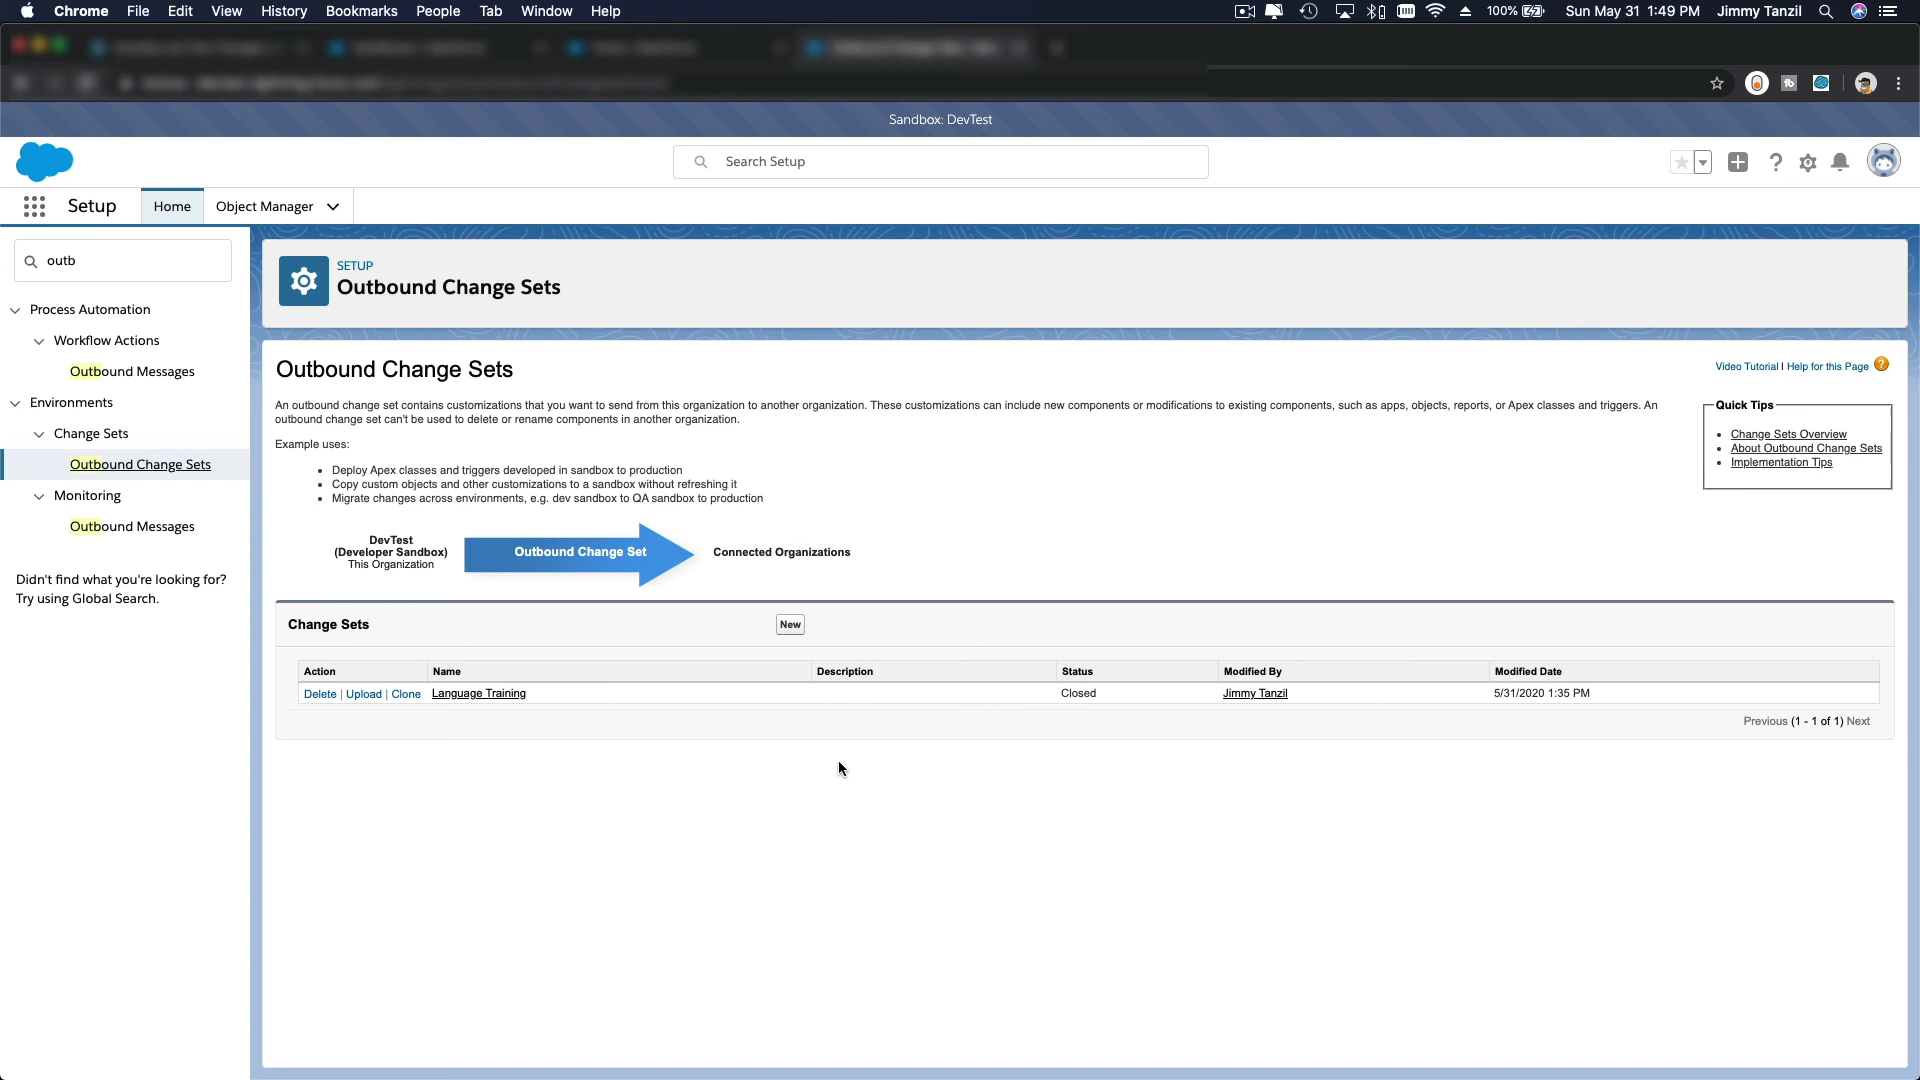 Chrome File Edit View History Bookmarks People Tab Window Help 100% Sun May 31 1:49 PM Jimmy Tanzil
Sandbox: DevTest
Search Setup
Setup Home Object Manager
outb
Process Automation
Workflow Actions
Outbound Messages
Environments
Change Sets
Outbound Change Sets
Monitoring
Outbound Messages
Didn't find what you're looking for?
Try using Global Search.
SETUP
Outbound Change Sets
Outbound Change Sets
Video Tutorial | Help for this Page
An outbound change set contains customizations that you want to send from this organization to another organization. These customizations can include new components or modifications to existing components, such as apps, objects, reports, or Apex classes and triggers. An
outbound change set can't be used to delete or rename components in another organization.
Example uses:
Deploy Apex classes and triggers developed in sandbox to production
Copy custom objects and other customizations to a sandbox without refreshing it
Migrate changes across environments, e.g. dev sandbox to QA sandbox to production
Quick Tips
Change Sets Overview
About Outbound Change Sets
Implementation Tips
DevTest
(Developer Sandbox)
This Organization
Outbound Change Set
Connected Organizations
Change Sets New
Action Name Description Status Modified By Modified Date
Delete | Upload | Clone Language Training Closed Jimmy Tanzil 5/31/2020 1:35 PM
Previous (1 - 1 of 1) Next